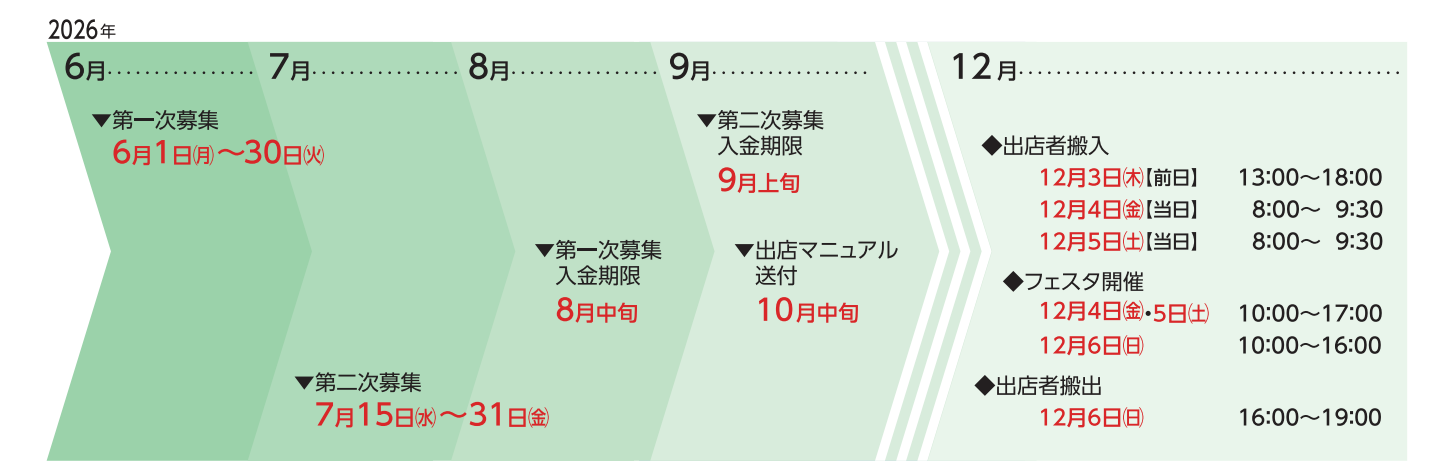 2026年
6月 7月 8月 9月 12月
▼第一次募集
6月1日㈪～30日㈫
▼第二次募集
入金期限
9月上旬
▼第一次募集
入金期限
8月中旬
▼出店マニュアル
送付
10月中旬
▼第二次募集
7月15日㈬～31日㈮
◆出店者搬入
12月3日㈭【前日】 13:00～18:00
12月4日㈮【当日】 8:00～ 9:30
12月5日㈯【当日】 8:00～ 9:30
◆フェスタ開催
12月4日㈮・5日㈯ 10:00～17:00
12月6日㈰ 10:00～16:00
◆出店者搬出
12月6日㈰ 16:00～19:00